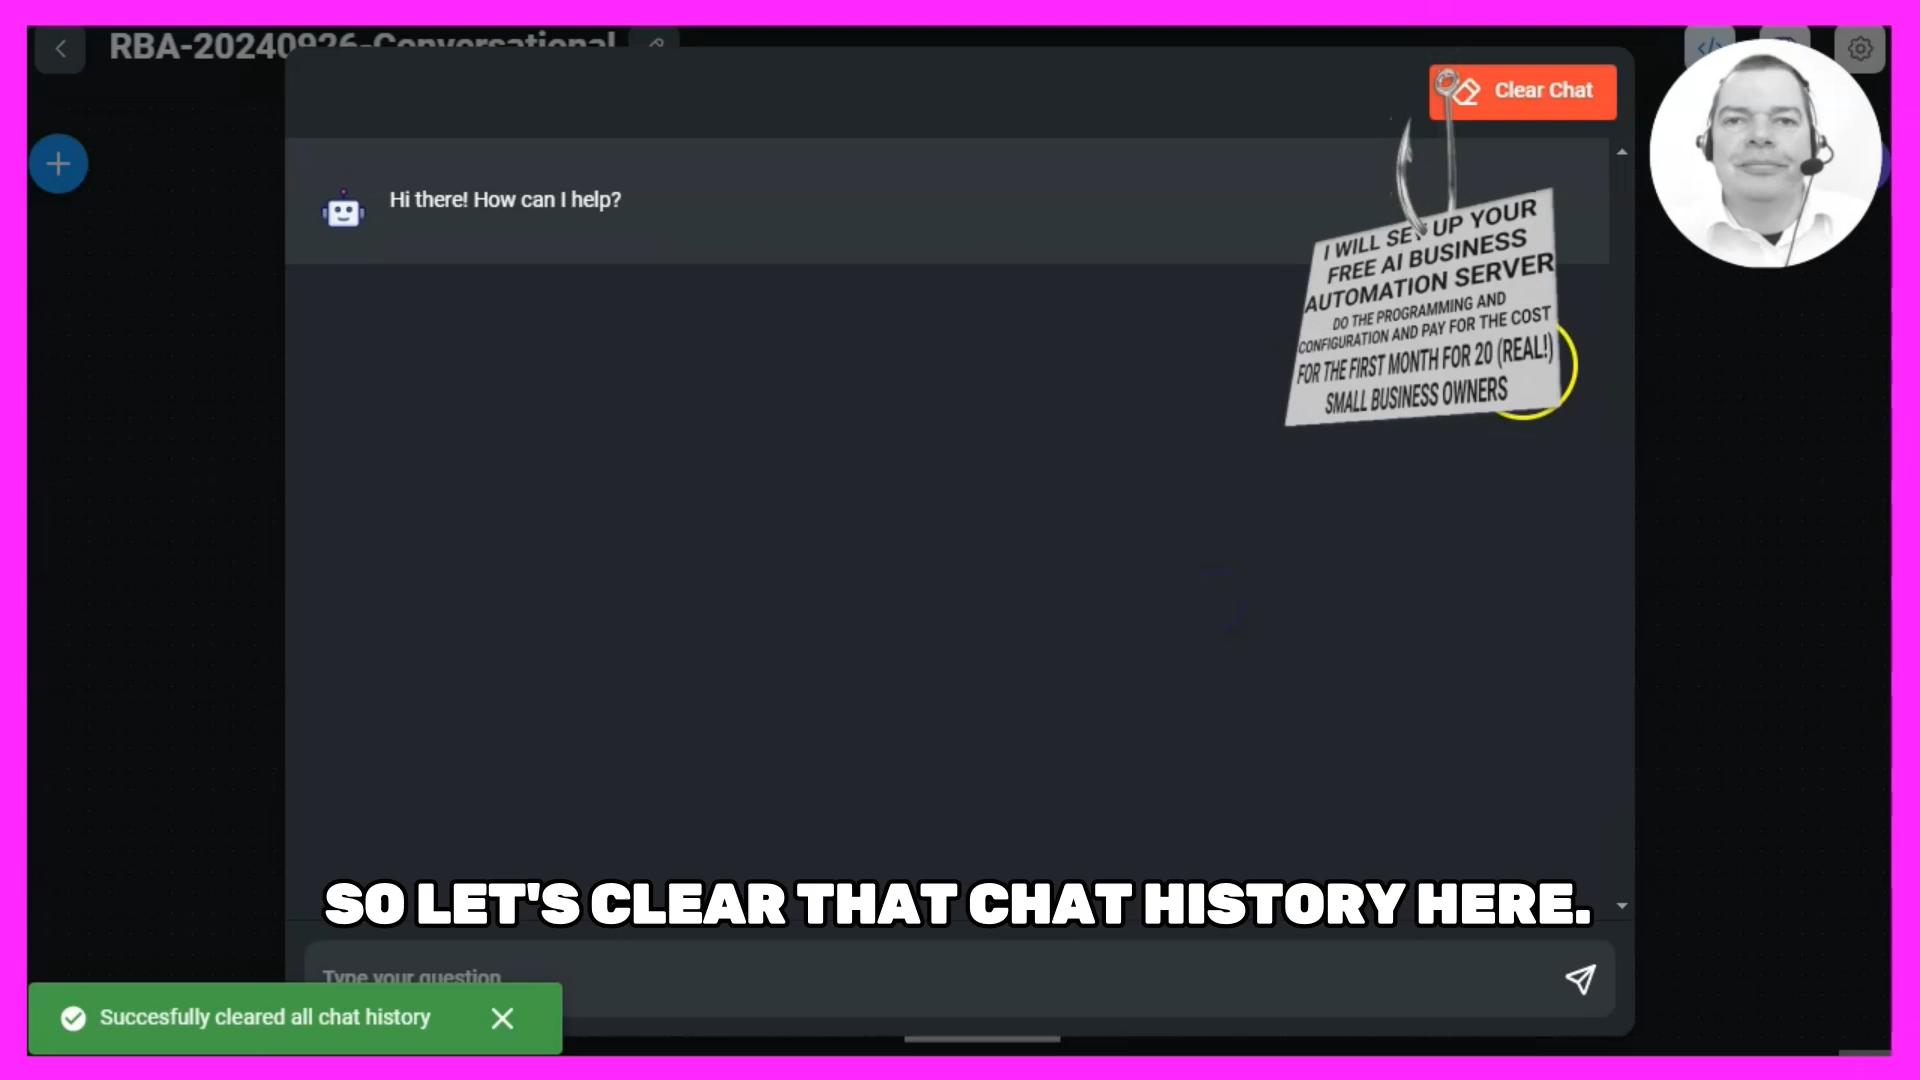 RBA-20240926-Conversational
Clear Chat
Hi there! How can I help?
I WILL SET UP YOUR
FREE AI BUSINESS
AUTOMATION SERVER
DO THE PROGRAMMING AND
CONFIGURATION AND PAY FOR THE COST
FOR THE FIRST MONTH FOR 20 (REAL!)
SMALL BUSINESS OWNERS
SO LET'S CLEAR THAT CHAT HISTORY HERE.
Type your question
Succesfully cleared all chat history